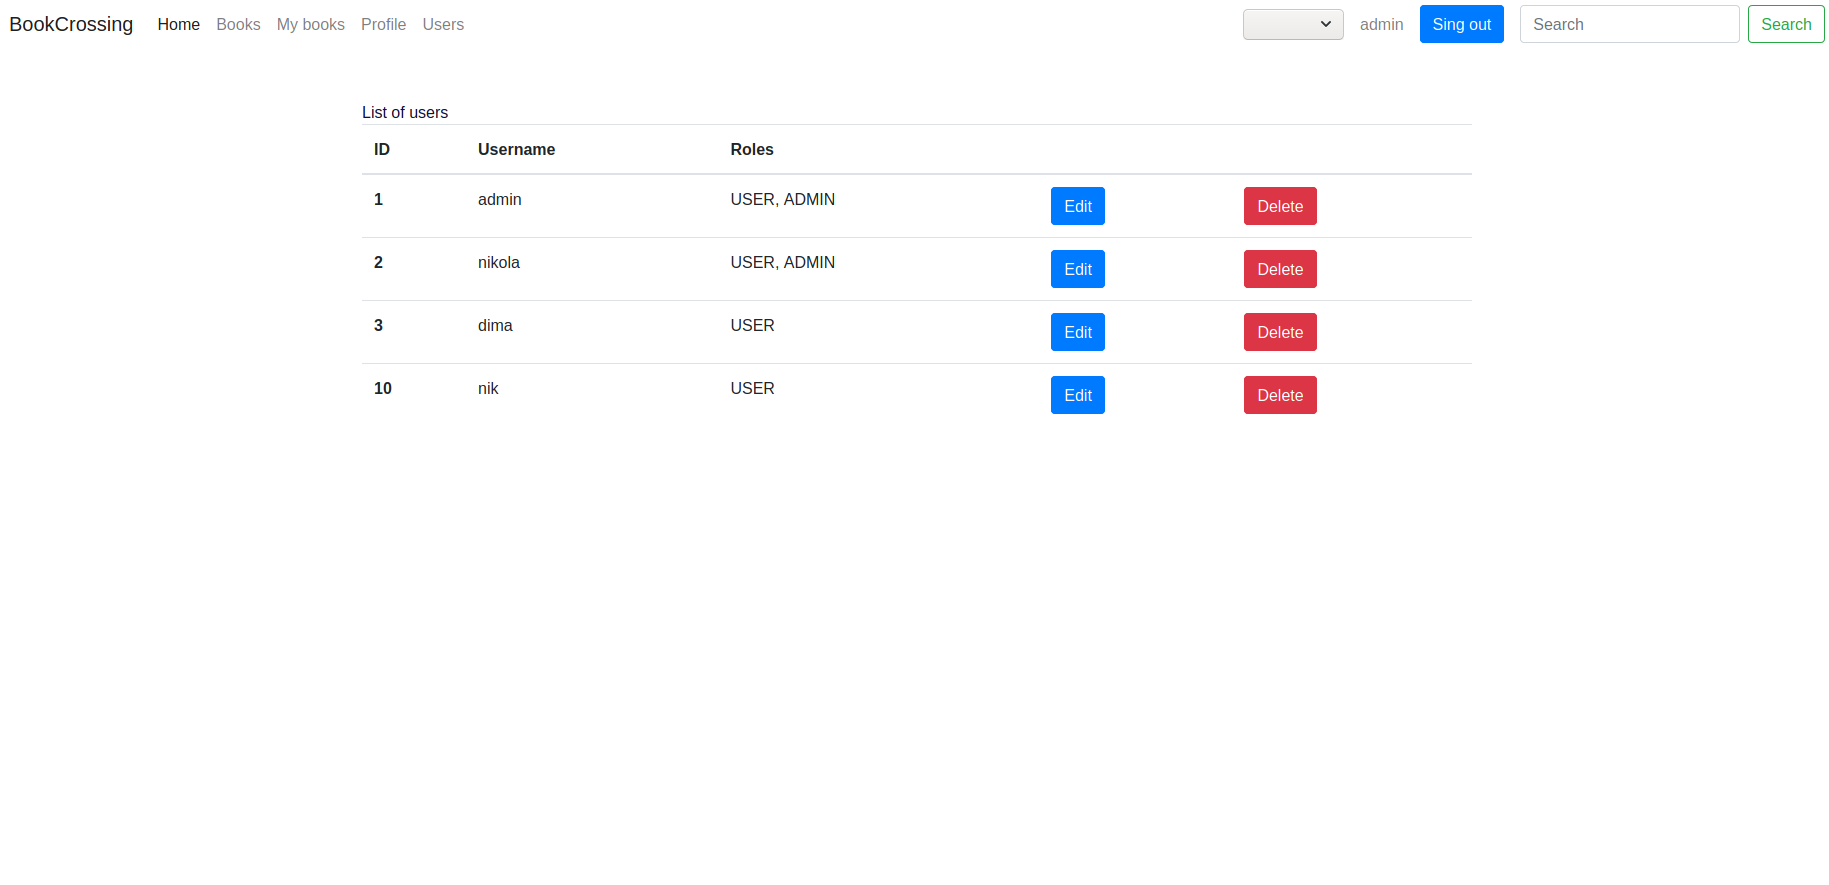 BookCrossing Home Books My books Profile Users admin Sing out Search Search
List of users
ID Username Roles
1 admin USER, ADMIN Edit Delete
2 nikola USER, ADMIN Edit Delete
3 dima USER Edit Delete
10 nik USER Edit Delete